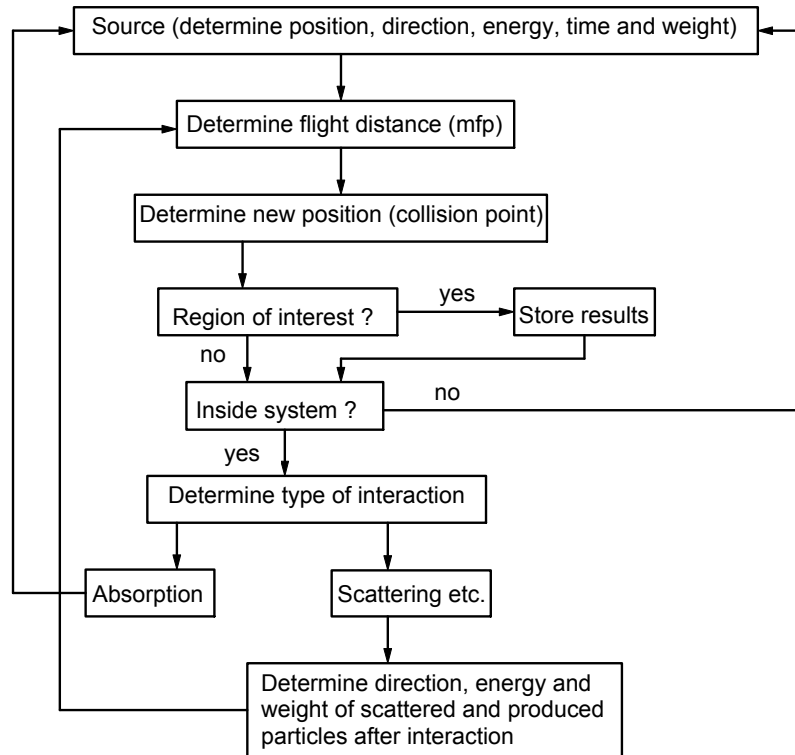 Source (determine position, direction, energy, time and weight)
Determine flight distance (mfp)
Determine new position (collision point)
Region of interest ?
yes
Store results
no
Inside system ?
no
yes
Determine type of interaction
Absorption
Scattering etc.
Determine direction, energy and
weight of scattered and produced
particles after interaction